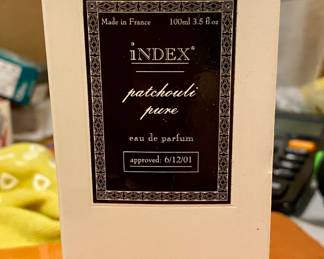 Made in France 100ml 3.5 fl oz
iNDEX®
patchouli
pure
eau de parfum
approved: 6/12/01